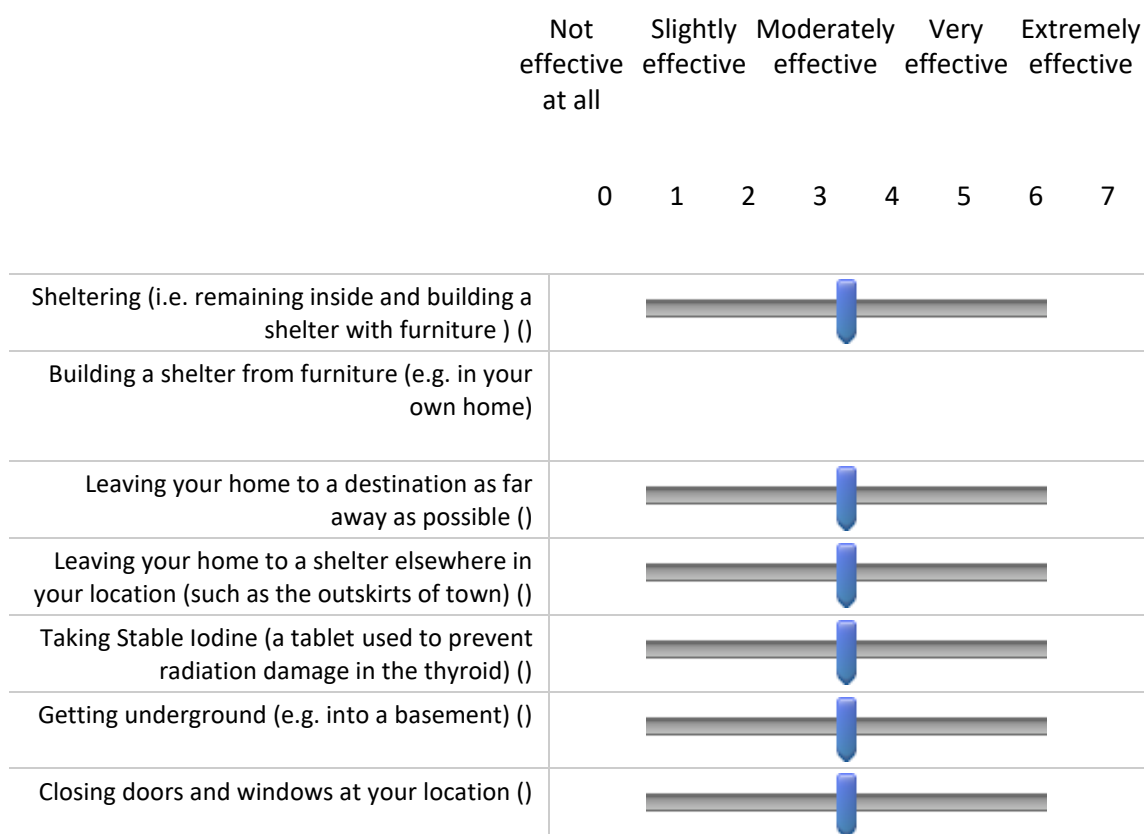 Not Slightly Moderately Very Extremely
effective effective effective effective effective
at all
0 1 2 3 4 5 6 7
Sheltering (i.e. remaining inside and building a
shelter with furniture ) ()
Building a shelter from furniture (e.g. in your
own home)
Leaving your home to a destination as far
away as possible ()
Leaving your home to a shelter elsewhere in
your location (such as the outskirts of town) ()
Taking Stable Iodine (a tablet used to prevent
radiation damage in the thyroid) ()
Getting underground (e.g. into a basement) ()
Closing doors and windows at your location ()